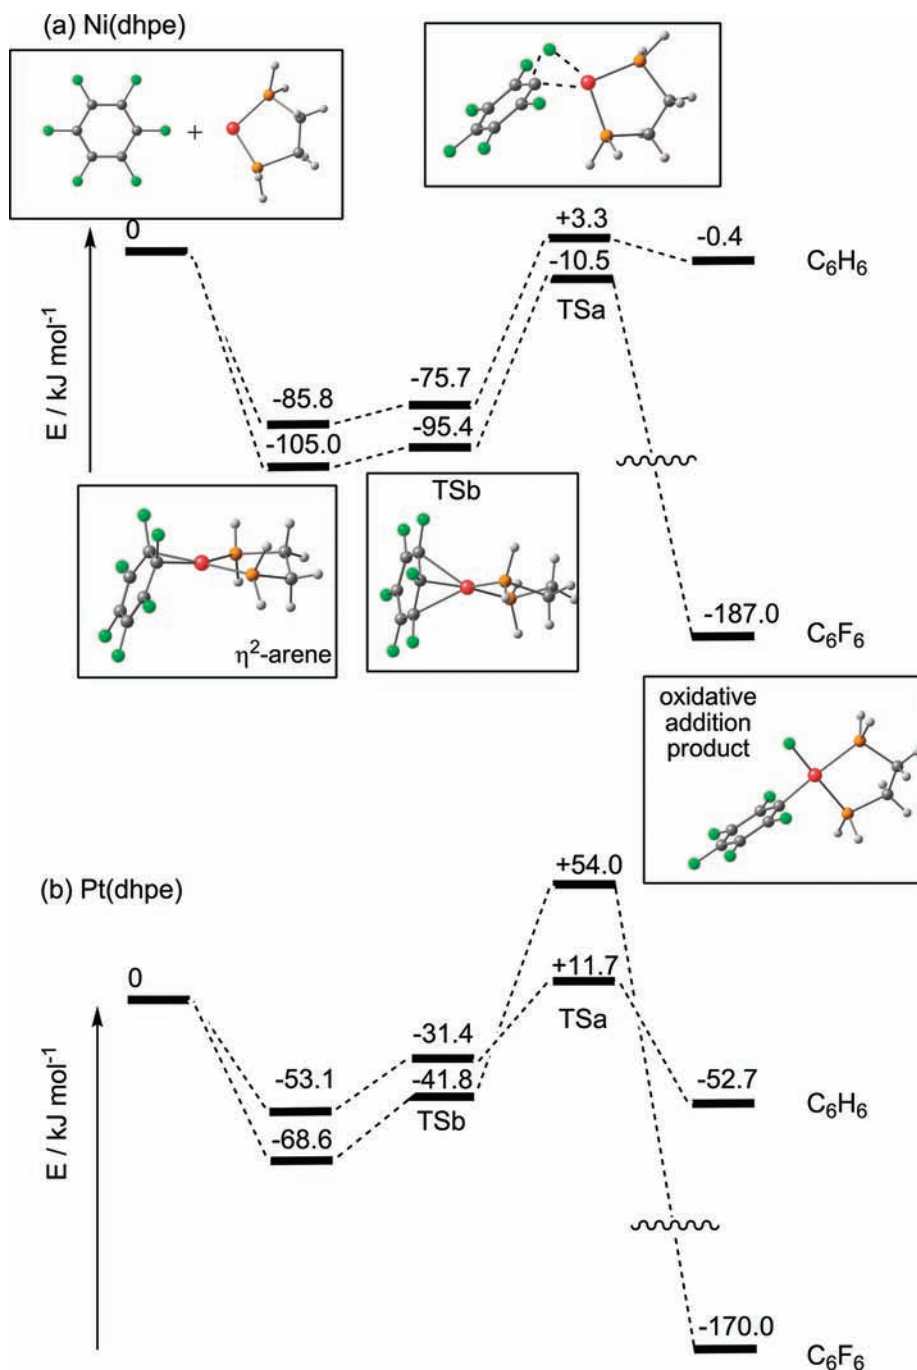 (a) Ni(dhpe)
+
0
+3.3
-0.4
C₆H₆
-10.5
TSa
E / kJ mol⁻¹
-85.8
-75.7
-105.0
-95.4
TSb
η²-arene
-187.0
C₆F₆
oxidative
addition
product
(b) Pt(dhpe)
+54.0
0
+11.7
TSa
E / kJ mol⁻¹
-31.4
-53.1
-41.8
TSb
-52.7
C₆H₆
-68.6
-170.0
C₆F₆